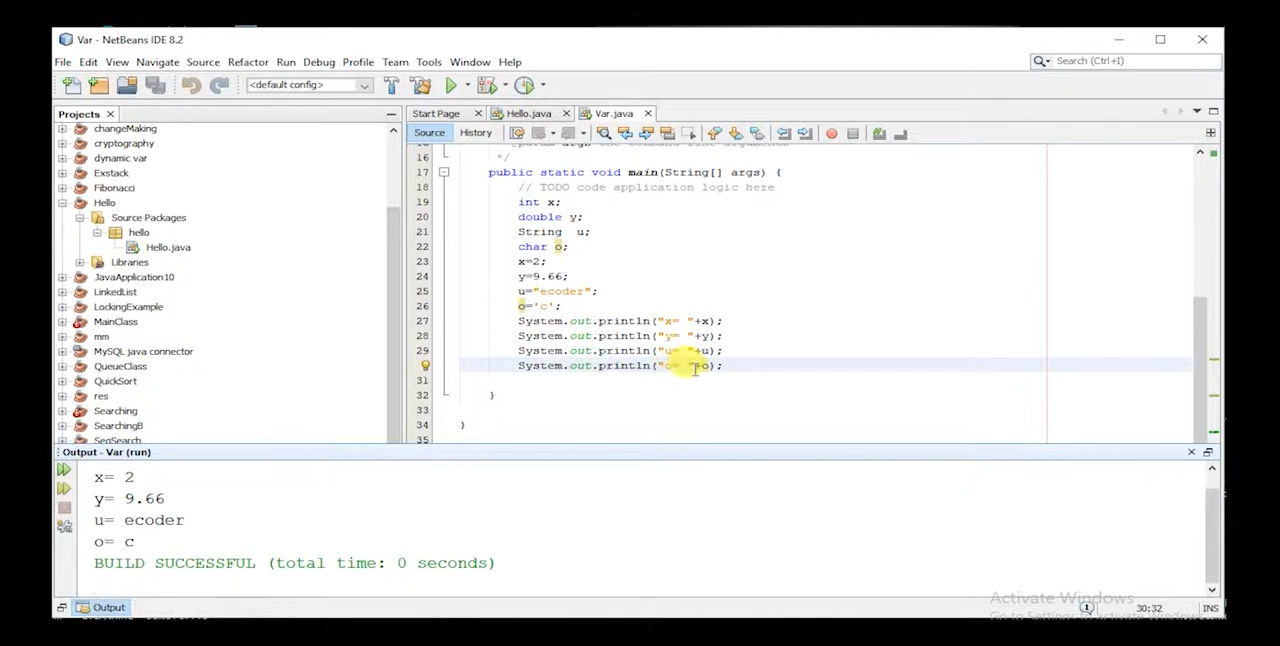 Var - NetBeans IDE 8.2
File Edit View Navigate Source Refactor Run Debug Profile Team Tools Window Help
Search (Ctrl+I)
<default config>
Projects
changeMaking
cryptography
dynamic var
Exstack
Fibonacci
Hello
Source Packages
hello
Hello.java
Libraries
JavaApplication10
LinkedList
LockingExample
MainClass
mm
MySQL java connector
QueueClass
QuickSort
res
Searching
SearchingB
SeqSearch
Start Page Hello.java Var.java
Source History
16 */
17 public static void main(String[] args) {
18 // TODO code application logic here
19 int x;
20 double y;
21 String u;
22 char o;
23 x=2;
24 y=9.66;
25 u="ecoder";
26 o='c';
27 System.out.println("x= "+x);
28 System.out.println("y= "+y);
29 System.out.println("u= "+u);
System.out.println("o= "+o);
31
32 }
33
34 }
35
Output - Var (run)
x= 2
y= 9.66
u= ecoder
o= c
BUILD SUCCESSFUL (total time: 0 seconds)
Activate Windows
Output
1
30:32
INS